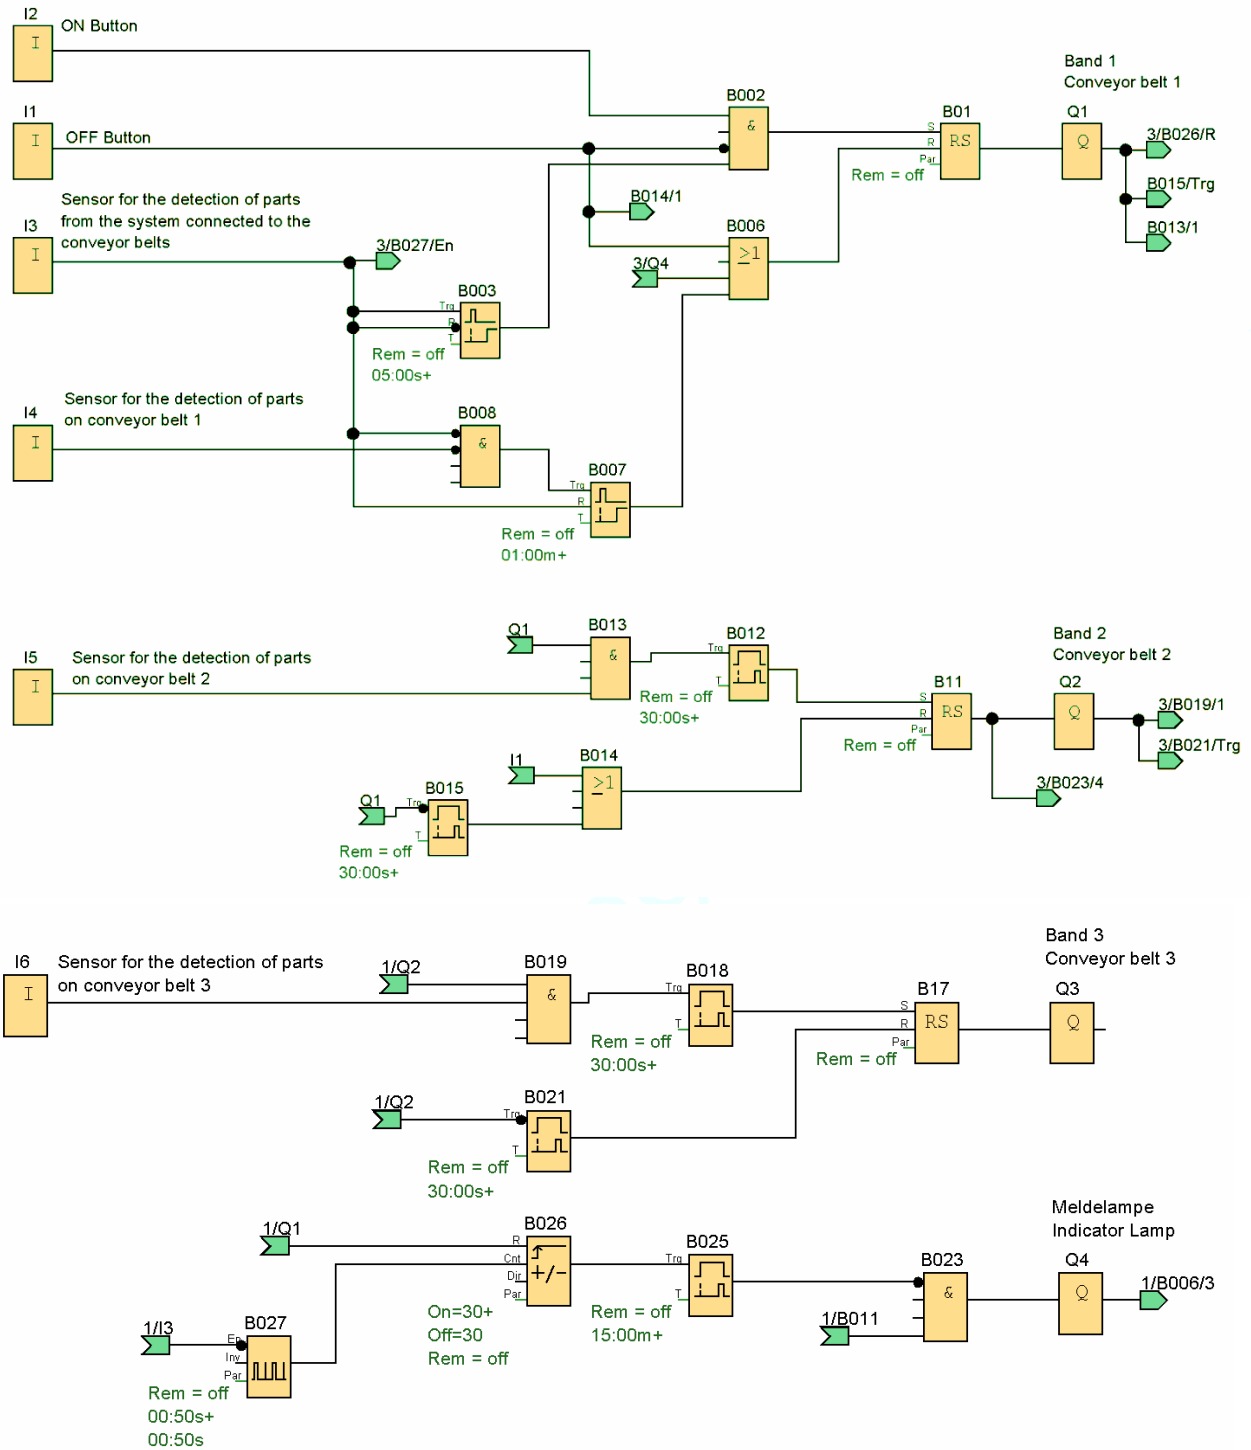 I2
ON Button
I
I1
OFF Button
I
Sensor for the detection of parts
from the system connected to the
conveyor belts
I3
I
3/B027/En
B014/1
3/Q4
B002
&
B006
≥1
B01
S
R
Par
RS
Rem = off
Band 1
Conveyor belt 1
Q1
Q
3/B026/R
B015/Trg
B013/1
B003
Trg
R
T
Rem = off
05:00s+
Sensor for the detection of parts
on conveyor belt 1
I4
I
B008
&
B007
Trg
R
T
Rem = off
01:00m+
I5
I
Sensor for the detection of parts
on conveyor belt 2
Q1
B013
&
B012
Trg
T
Rem = off
30:00s+
B11
S
R
Par
RS
Rem = off
Band 2
Conveyor belt 2
Q2
Q
3/B019/1
3/B021/Trg
3/B023/4
I1
B014
≥1
Q1
B015
Trg
T
Rem = off
30:00s+
I6
I
Sensor for the detection of parts
on conveyor belt 3
1/Q2
B019
&
B018
Trg
T
Rem = off
30:00s+
B17
S
R
Par
RS
Rem = off
Band 3
Conveyor belt 3
Q3
Q
1/Q2
B021
Trg
T
Rem = off
30:00s+
1/Q1
B026
R
Cnt
Dir
Par
+/-
On=30+
Off=30
Rem = off
B025
Trg
T
Rem = off
15:00m+
B023
&
1/B011
Meldelampe
Indicator Lamp
Q4
Q
1/B006/3
1/I3
B027
En
Inv
Par
Rem = off
00:50s+
00:50s